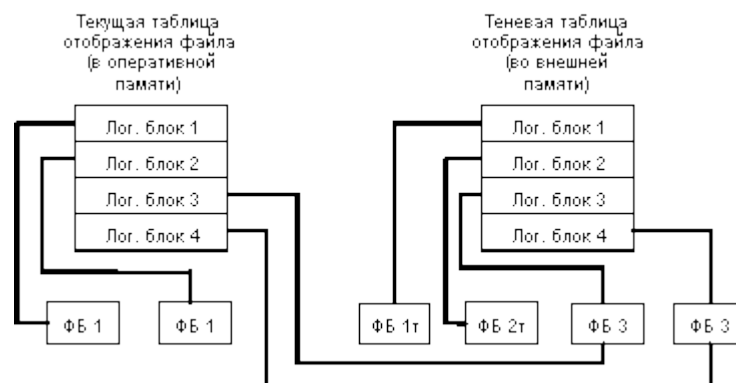 Текущая таблица
отображения файла
(в оперативной
памяти)
Теневая таблица
отображения файла
(во внешней
памяти)
Лог. блок 1
Лог. блок 2
Лог. блок 3
Лог. блок 4
Лог. блок 1
Лог. блок 2
Лог. блок 3
Лог. блок 4
ФБ 1
ФБ 1
ФБ 1т
ФБ 2т
ФБ 3
ФБ 3